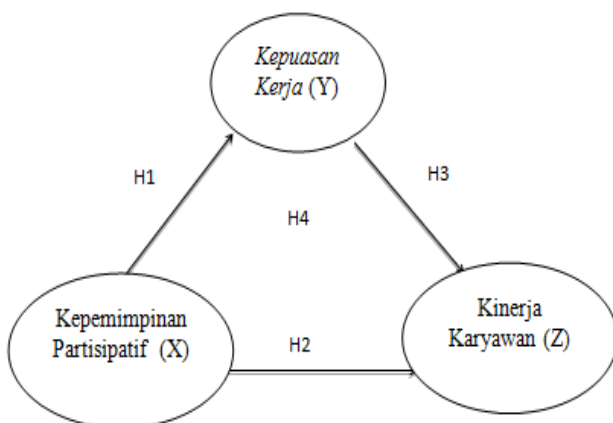 Kepuasan
Kerja (Y)
H1
H3
H4
Kepemimpinan
Partisipatif (X)
H2
Kinerja
Karyawan (Z)